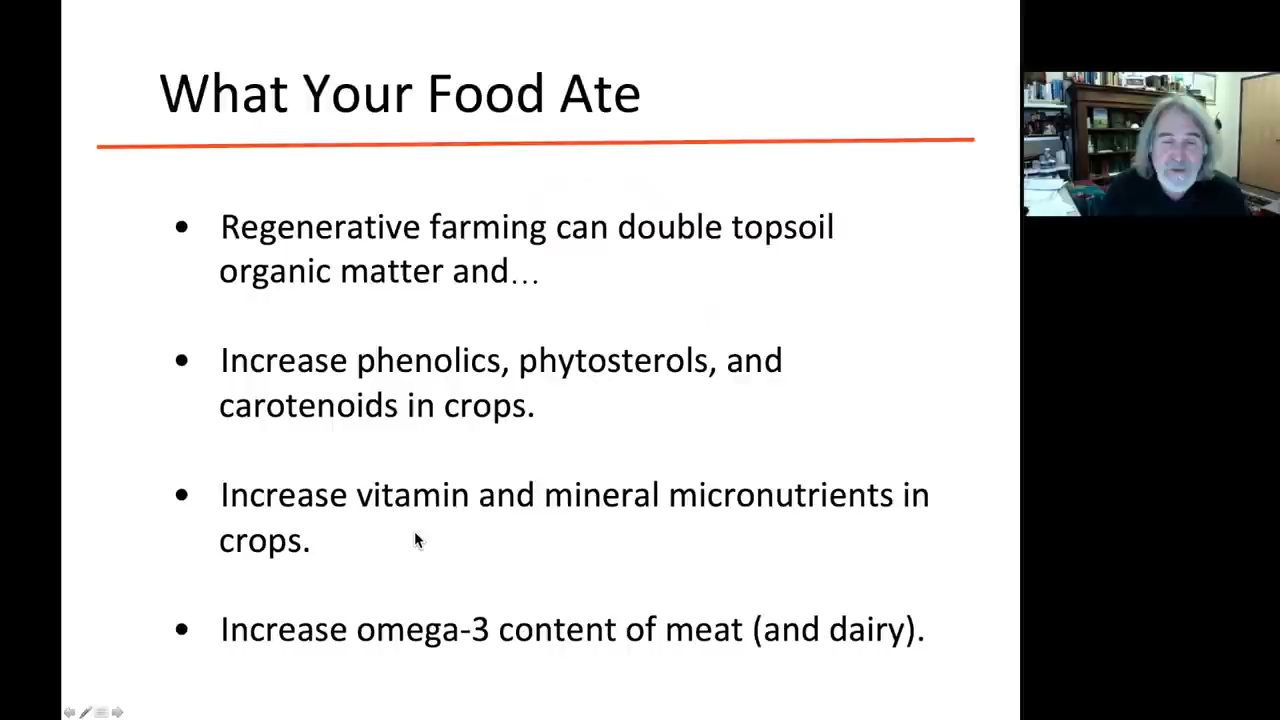 What Your Food Ate
• Regenerative farming can double topsoil
organic matter and…
• Increase phenolics, phytosterols, and
carotenoids in crops.
• Increase vitamin and mineral micronutrients in
crops.
• Increase omega-3 content of meat (and dairy).